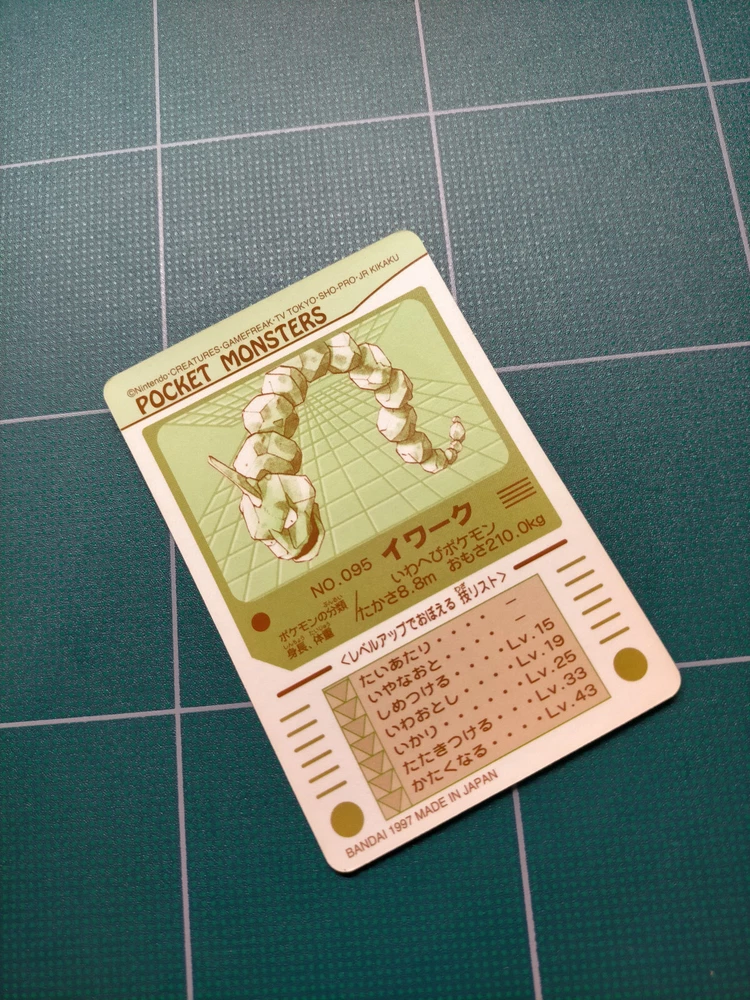 ©Nintendo·CREATURES·GAMEFREAK·TV TOKYO·SHO-PRO·JR KIKAKU
POCKET MONSTERS
NO.095 イワーク
ポケモンの分類 いわへびポケモン
身長、体重 たかさ8.8m おもさ210.0kg
<レベルアップでおぼえる技リスト>
たいあたり・・・・ —
いやなおと・・・・ —
しめつける・・・・Lv.15
いわおとし・・・・Lv.19
いかり・・・・・・Lv.25
たたきつける・・・Lv.33
かたくなる・・・・Lv.43
BANDAI 1997 MADE IN JAPAN